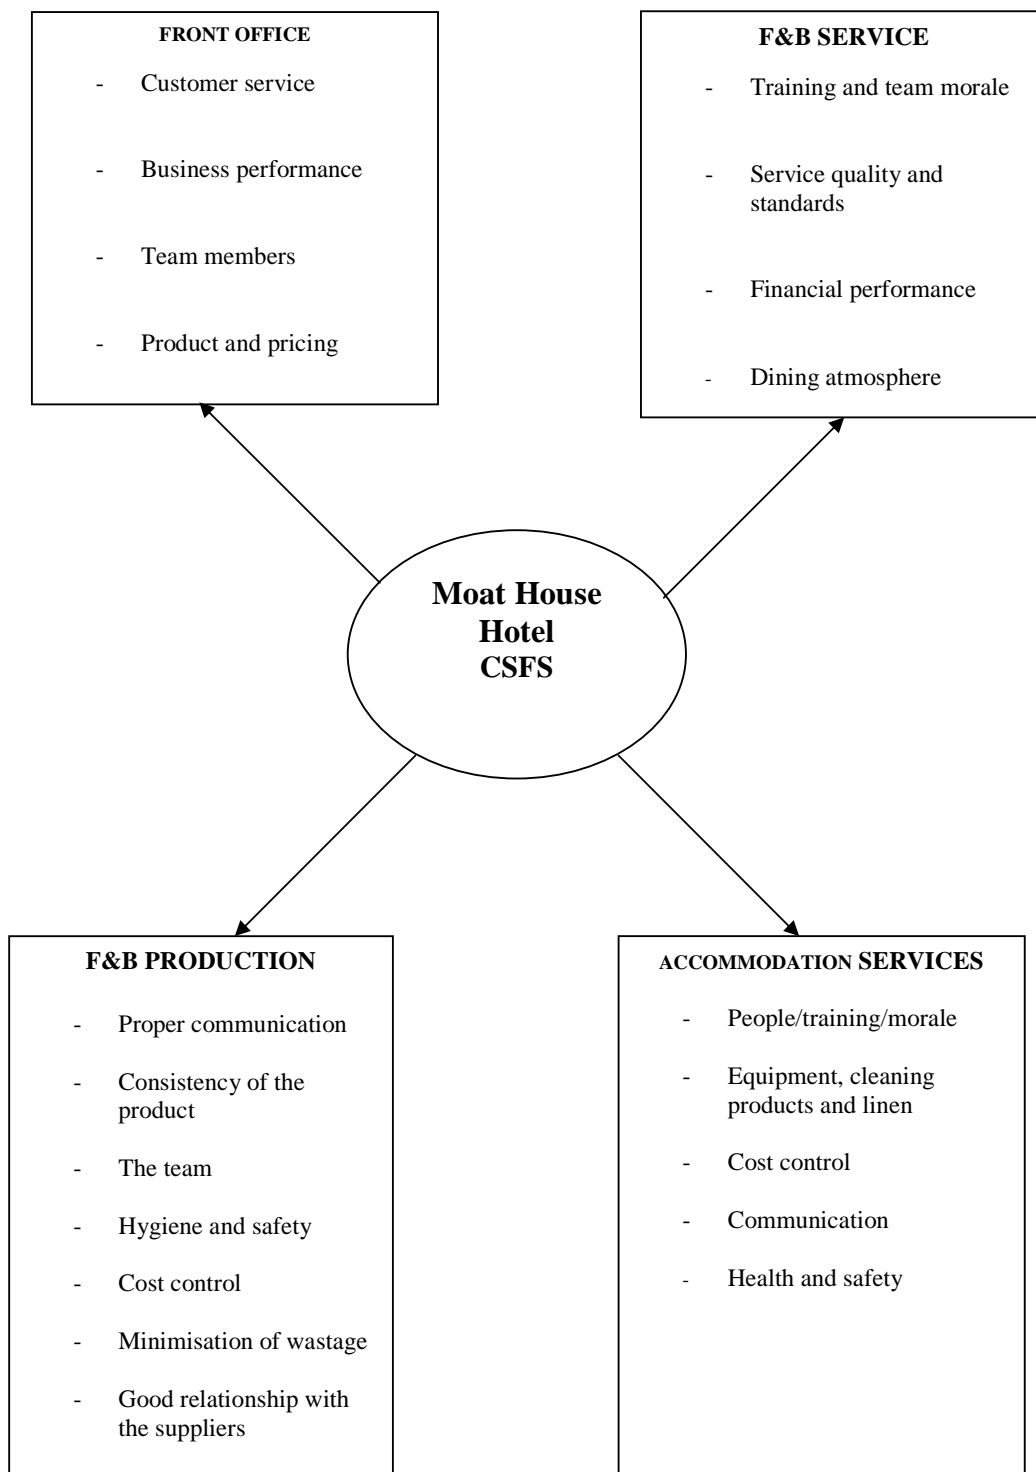 FRONT OFFICE
- Customer service
- Business performance
- Team members
- Product and pricing
F&B SERVICE
- Training and team morale
- Service quality and
standards
- Financial performance
- Dining atmosphere
Moat House
Hotel
CSFS
F&B PRODUCTION
- Proper communication
- Consistency of the
product
- The team
- Hygiene and safety
- Cost control
- Minimisation of wastage
- Good relationship with
the suppliers
ACCOMMODATION SERVICES
- People/training/morale
- Equipment, cleaning
products and linen
- Cost control
- Communication
- Health and safety